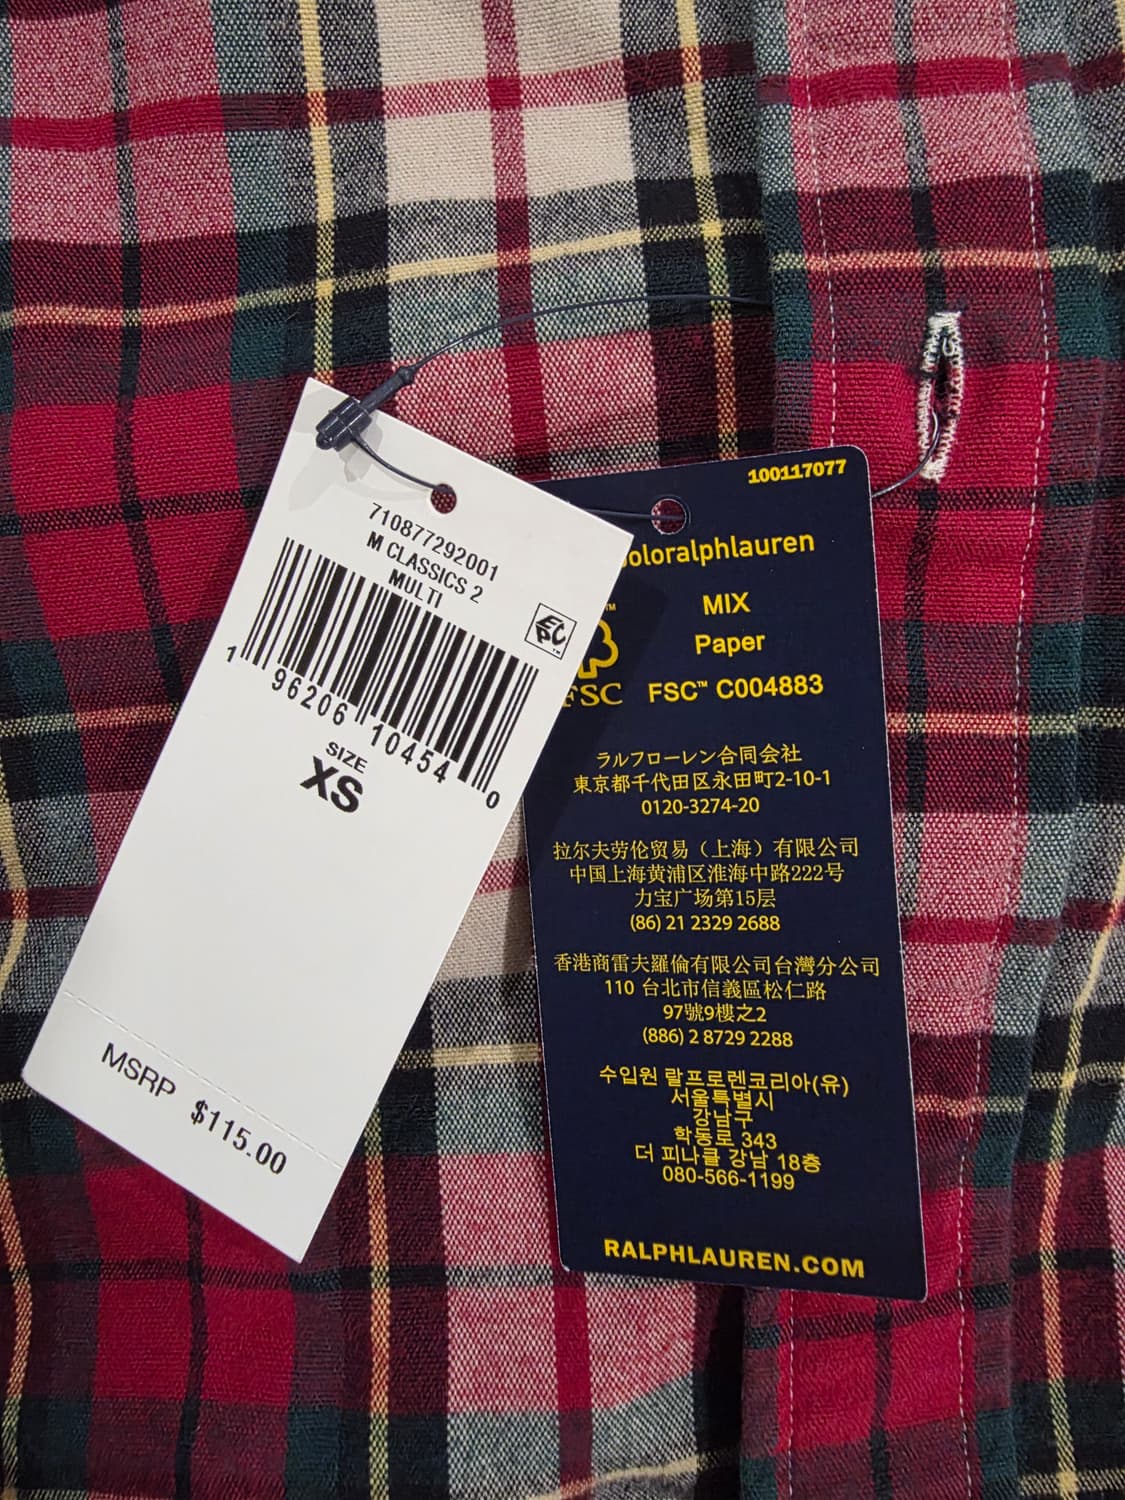 710877292001
M CLASSICS 2
MULTI
EPC™
1 96206 10454 0
SIZE
XS
MSRP $115.00
100117077
oloralphlauren
MIX
Paper
FSC
FSC™ C004883
ラルフローレン合同会社
東京都千代田区永田町2-10-1
0120-3274-20
拉尔夫劳伦贸易（上海）有限公司
中国上海黄浦区淮海中路222号
力宝广场第15层
(86) 21 2329 2688
香港商雷夫羅倫有限公司台灣分公司
110 台北市信義區松仁路
97號9樓之2
(886) 2 8729 2288
수입원 랄프로렌코리아(유)
서울특별시
강남구
학동로 343
더 피나클 강남 18층
080-566-1199
RALPHLAUREN.COM